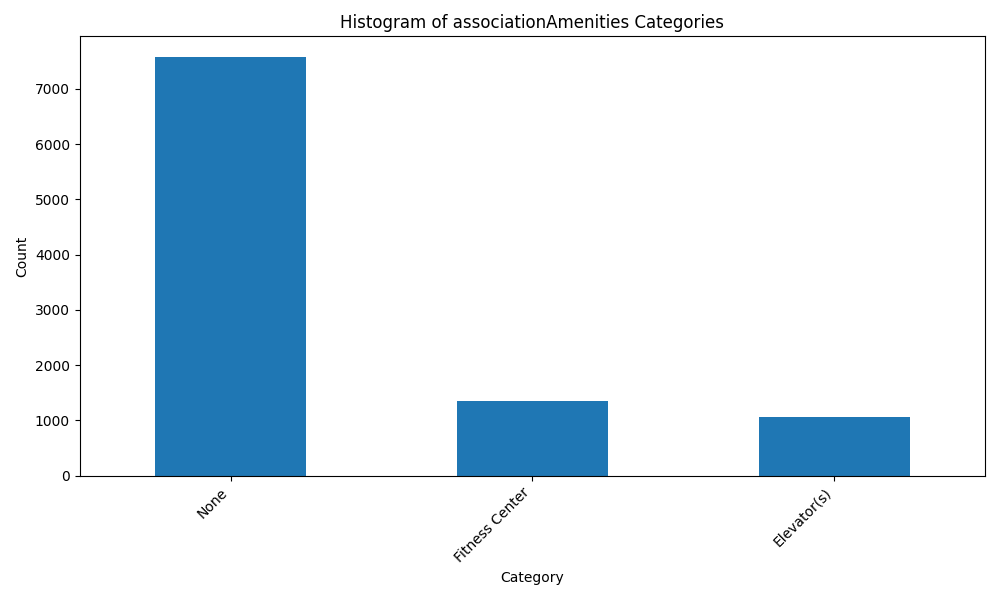 Histogram of associationAmenities Categories
Count
7000
6000
5000
4000
3000
2000
1000
0
None
Fitness Center
Elevator(s)
Category